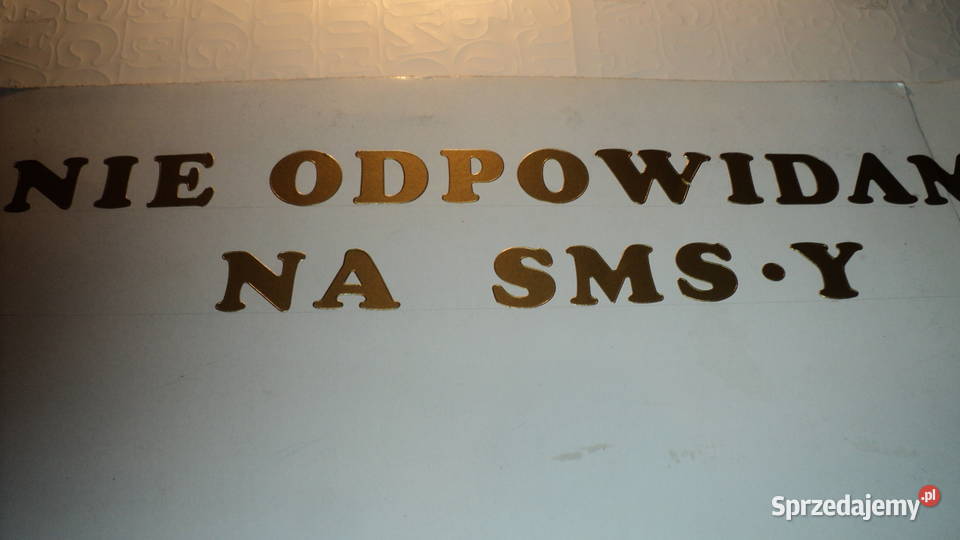 NIE ODPOWIDAM
NA SMS·Y
Sprzedajemy.pl